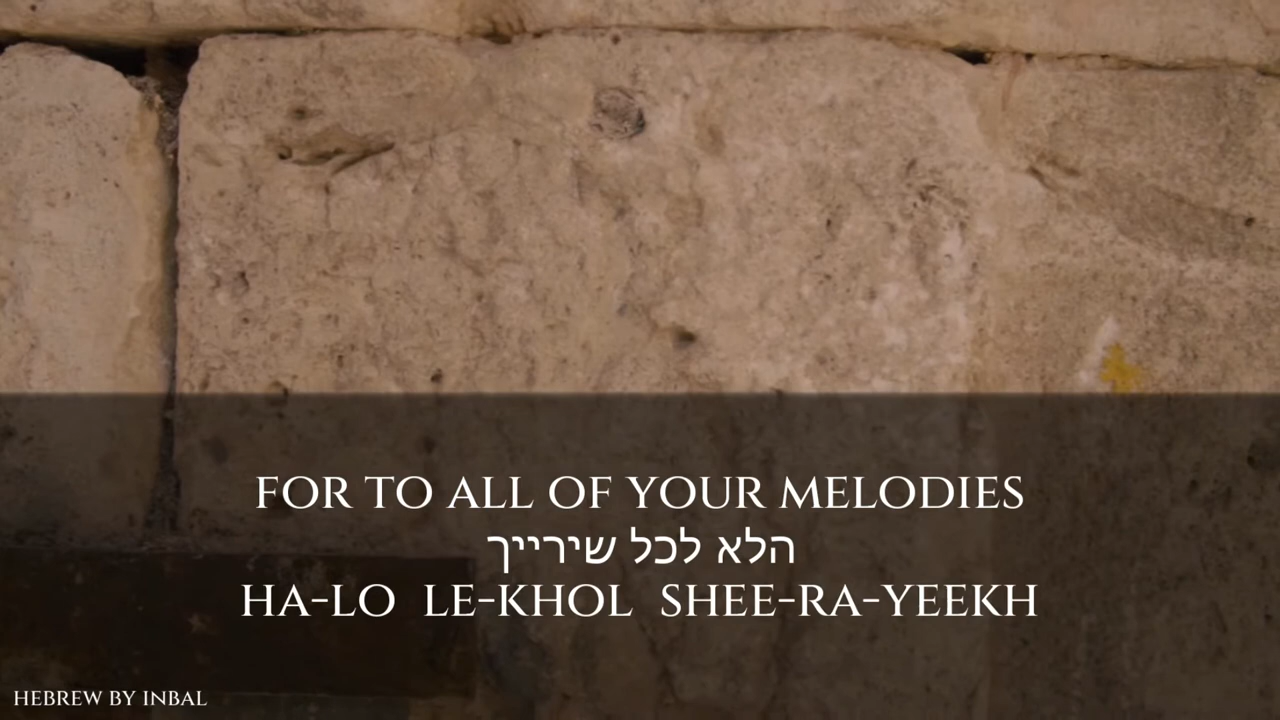 FOR TO ALL OF YOUR MELODIES
הלא לכל שירייך
HA-LO LE-KHOL SHEE-RA-YEEKH
HEBREW BY INBAL